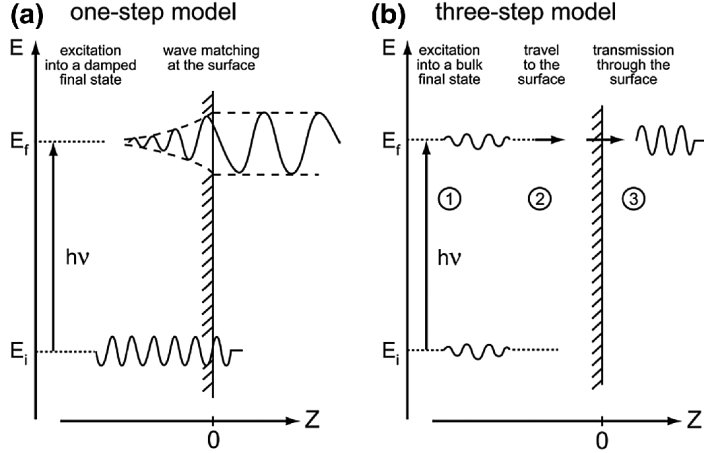 (a) one-step model
E
excitation
into a damped
final state
wave matching
at the surface
Ef
hν
Ei
Z
0
(b) three-step model
E
excitation
into a bulk
final state
travel
to the
surface
transmission
through the
surface
Ef
1
2
3
hν
Ei
Z
0